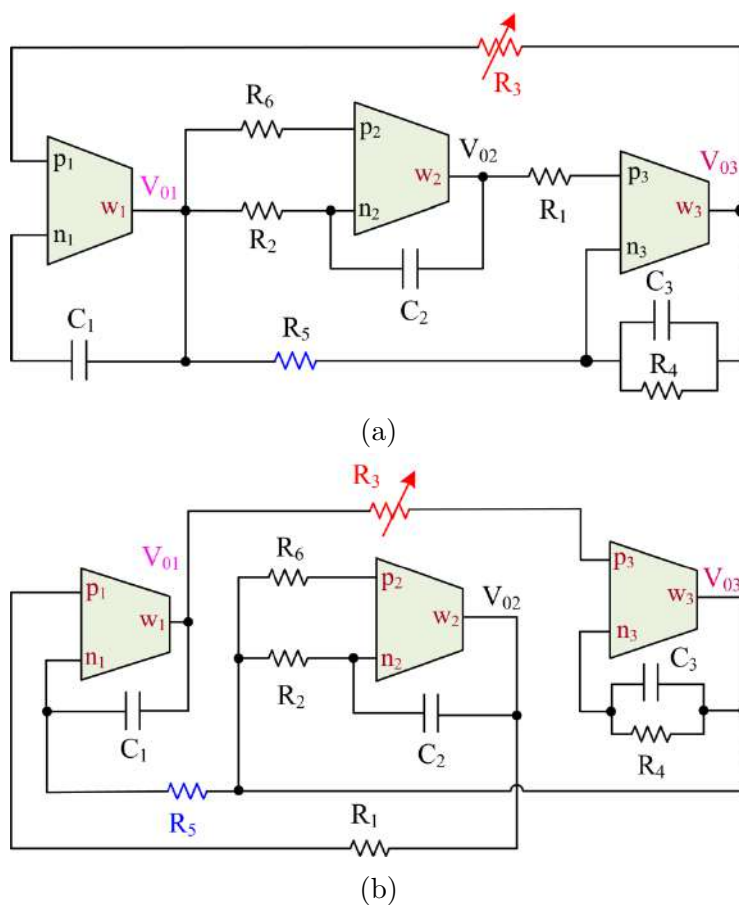 R₃
R₆
p₂
V₀₂
p₁
V₀₁
w₂
p₃
V₀₃
w₁
R₁
w₃
n₁
R₂
n₂
n₃
C₁
C₂
C₃
R₅
R₄
(a)
R₃
V₀₁
R₆
p₃
p₁
p₂
V₀₂
w₃
V₀₃
w₁
w₂
n₃
n₁
R₂
n₂
C₃
C₁
C₂
R₄
R₅
R₁
(b)